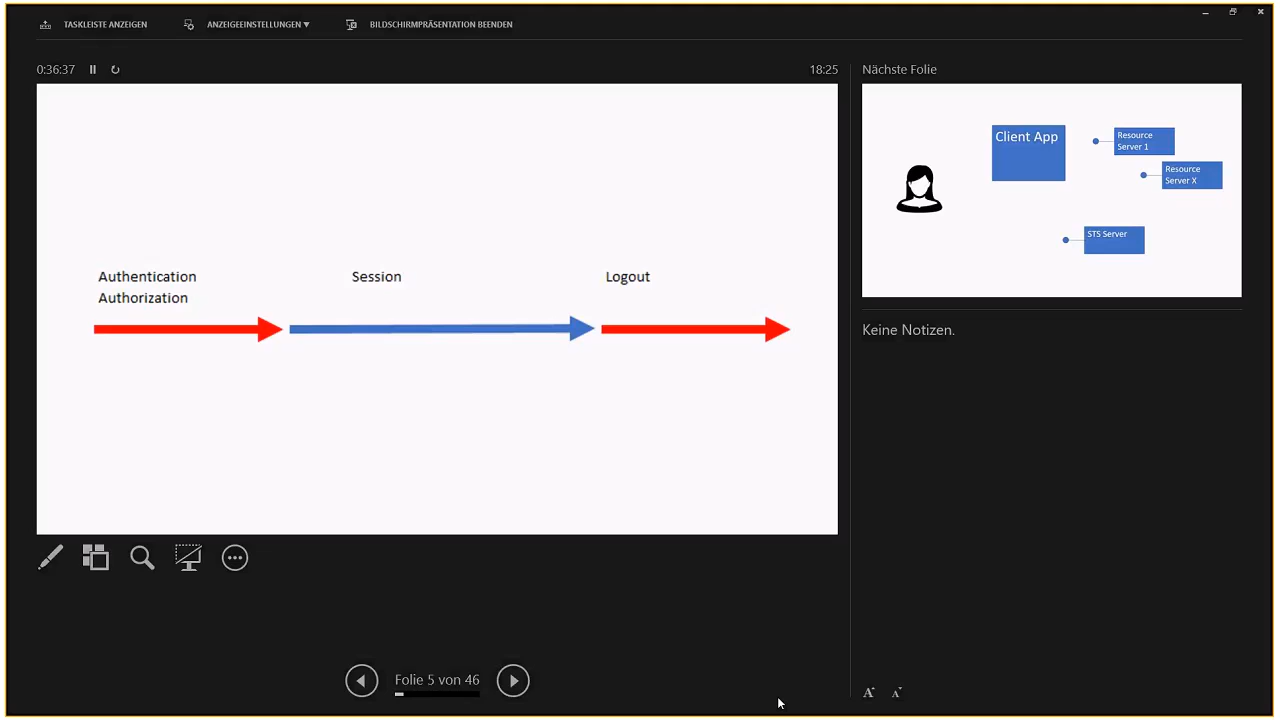 TASKLEISTE ANZEIGEN
ANZEIGEEINSTELLUNGEN
BILDSCHIRMPRÄSENTATION BEENDEN
0:36:37
18:25
Authentication
Authorization
Session
Logout
Folie 5 von 46
Nächste Folie
Client App
Resource
Server 1
Resource
Server X
STS Server
Keine Notizen.
A
A